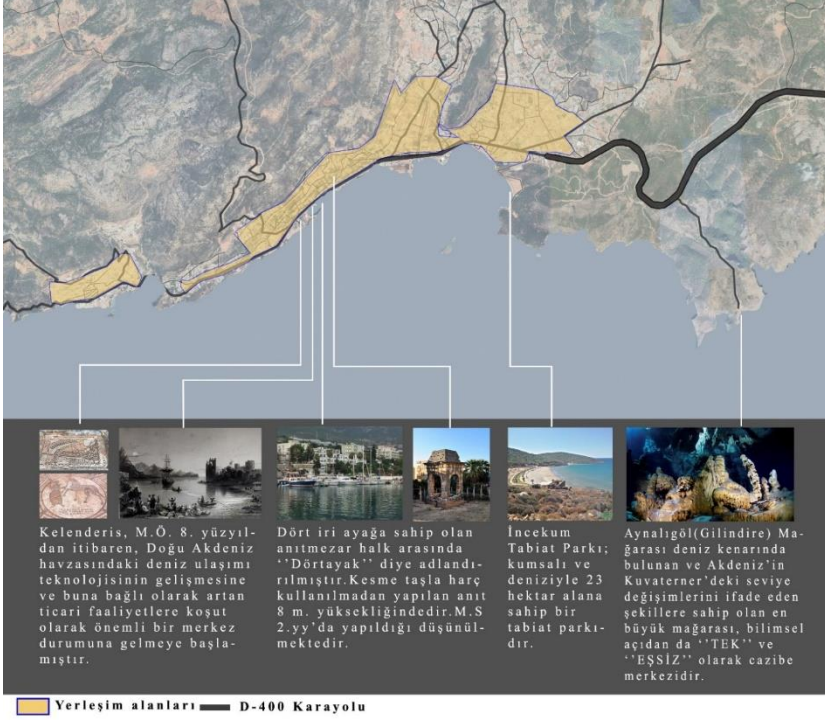 Kelenderis, M.Ö. 8. yüzyıl-
dan itibaren, Doğu Akdeniz
havzasındaki deniz ulaşımı
teknolojisinin gelişmesine
ve buna bağlı olarak artan
ticari faaliyetlere koşut
olarak önemli bir merkez
durumuna gelmeye başla-
mıştır.
Dört iri ayağa sahip olan
anıtmezar halk arasında
‘‘Dörtayak’’ diye adlandı-
rılmıştır.Kesme taşla harç
kullanılmadan yapılan anıt
8 m. yüksekliğindedir.M.S
2.yy’da yapıldığı düşünül-
mektedir.
İncekum
Tabiat Parkı;
kumsalı ve
deniziyle 23
hektar alana
sahip bir
tabiat parkı-
dır.
Aynalıgöl(Gilindire) Ma-
ğarası deniz kenarında
bulunan ve Akdeniz’in
Kuvaterner’deki seviye
değişimlerini ifade eden
şekillere sahip olan en
büyük mağarası, bilimsel
açıdan da ‘‘TEK’’ ve
‘‘EŞSİZ’’ olarak cazibe
merkezidir.
Yerleşim alanları
D-400 Karayolu